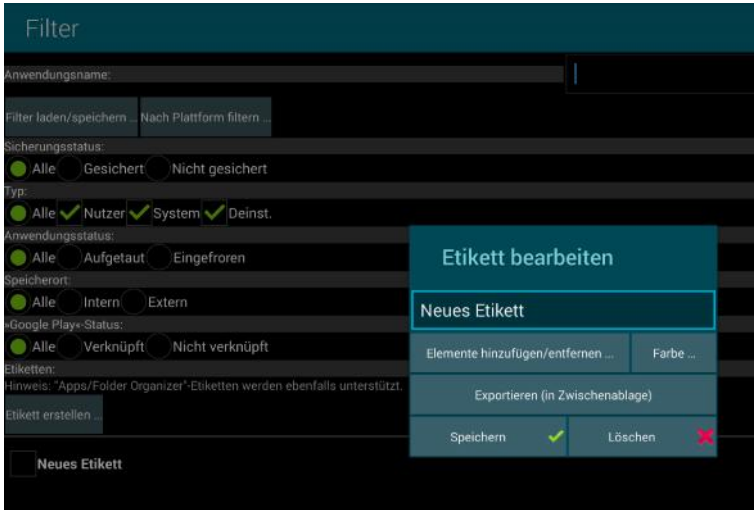 Filter
Anwendungsname:
Filter laden/speichern ... Nach Plattform filtern ...
Sicherungsstatus:
Alle Gesichert Nicht gesichert
Typ:
Alle Nutzer System Deinst.
Anwendungsstatus:
Alle Aufgetaut Eingefroren
Speicherort:
Alle Intern Extern
»Google Play«-Status:
Alle Verknüpft Nicht verknüpft
Etiketten:
Hinweis: "Apps/Folder Organizer"-Etiketten werden ebenfalls unterstützt.
Etikett erstellen ...
Neues Etikett
Etikett bearbeiten
Neues Etikett
Elemente hinzufügen/entfernen ... Farbe ...
Exportieren (in Zwischenablage)
Speichern Löschen